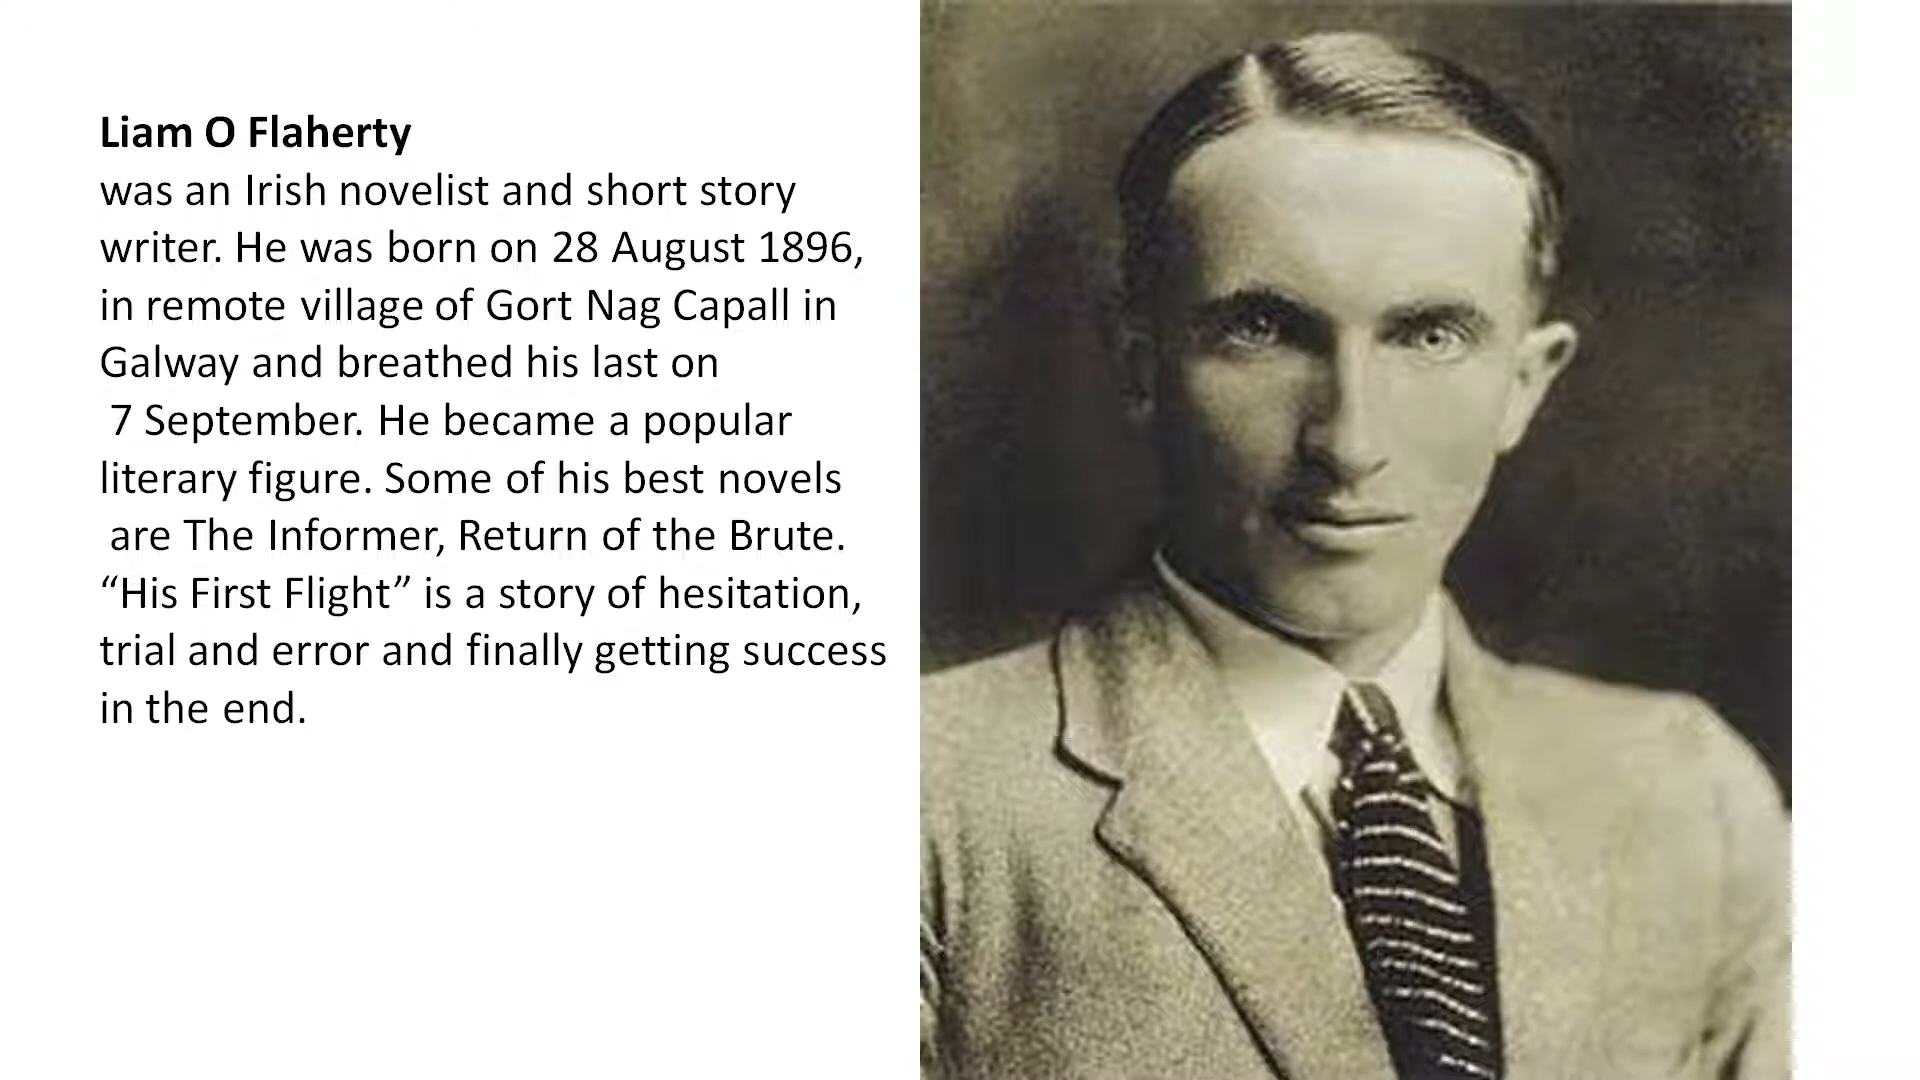 Liam O Flaherty
was an Irish novelist and short story
writer. He was born on 28 August 1896,
in remote village of Gort Nag Capall in
Galway and breathed his last on
7 September. He became a popular
literary figure. Some of his best novels
are The Informer, Return of the Brute.
“His First Flight” is a story of hesitation,
trial and error and finally getting success
in the end.